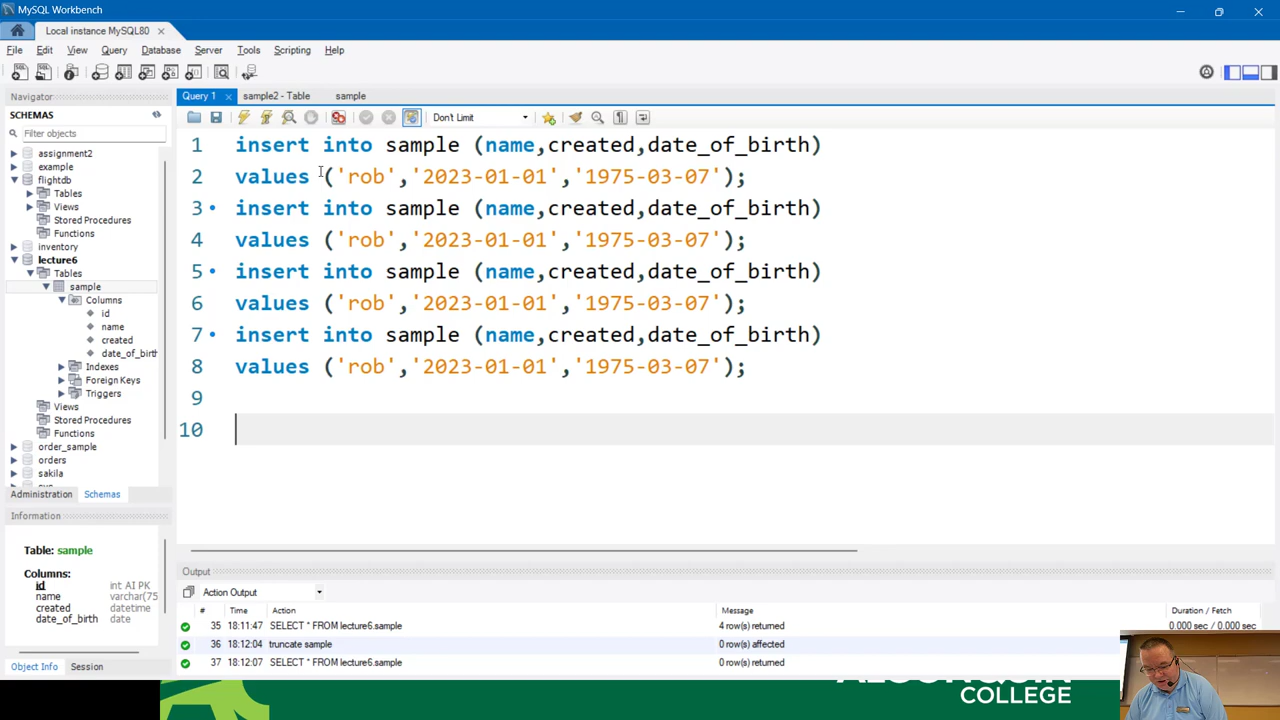 MySQL Workbench
Local instance MySQL80
File Edit View Query Database Server Tools Scripting Help
Navigator
SCHEMAS
Filter objects
assignment2
example
flightdb
Tables
Views
Stored Procedures
Functions
inventory
lecture6
Tables
sample
Columns
id
name
created
date_of_birth
Indexes
Foreign Keys
Triggers
Views
Stored Procedures
Functions
order_sample
orders
sakila
Administration Schemas
Information
Table: sample
Columns:
id int AI PK
name varchar(75
created datetime
date_of_birth date
Object Info Session
Query 1 sample2 - Table sample
Don't Limit
1 insert into sample (name,created,date_of_birth)
2 values ('rob','2023-01-01','1975-03-07');
3 insert into sample (name,created,date_of_birth)
4 values ('rob','2023-01-01','1975-03-07');
5 insert into sample (name,created,date_of_birth)
6 values ('rob','2023-01-01','1975-03-07');
7 insert into sample (name,created,date_of_birth)
8 values ('rob','2023-01-01','1975-03-07');
9
10
Output
Action Output
# Time Action Message Duration / Fetch
35 18:11:47 SELECT * FROM lecture6.sample 4 row(s) returned 0.000 sec / 0.000 sec
36 18:12:04 truncate sample 0 row(s) affected
37 18:12:07 SELECT * FROM lecture6.sample 0 row(s) returned
COLLEGE